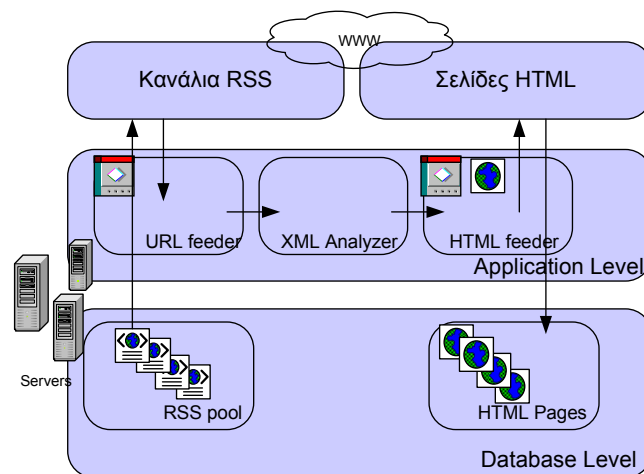 www
Κανάλια RSS
Σελίδες HTML
URL feeder
XML Analyzer
HTML feeder
Application Level
Servers
RSS pool
HTML Pages
Database Level